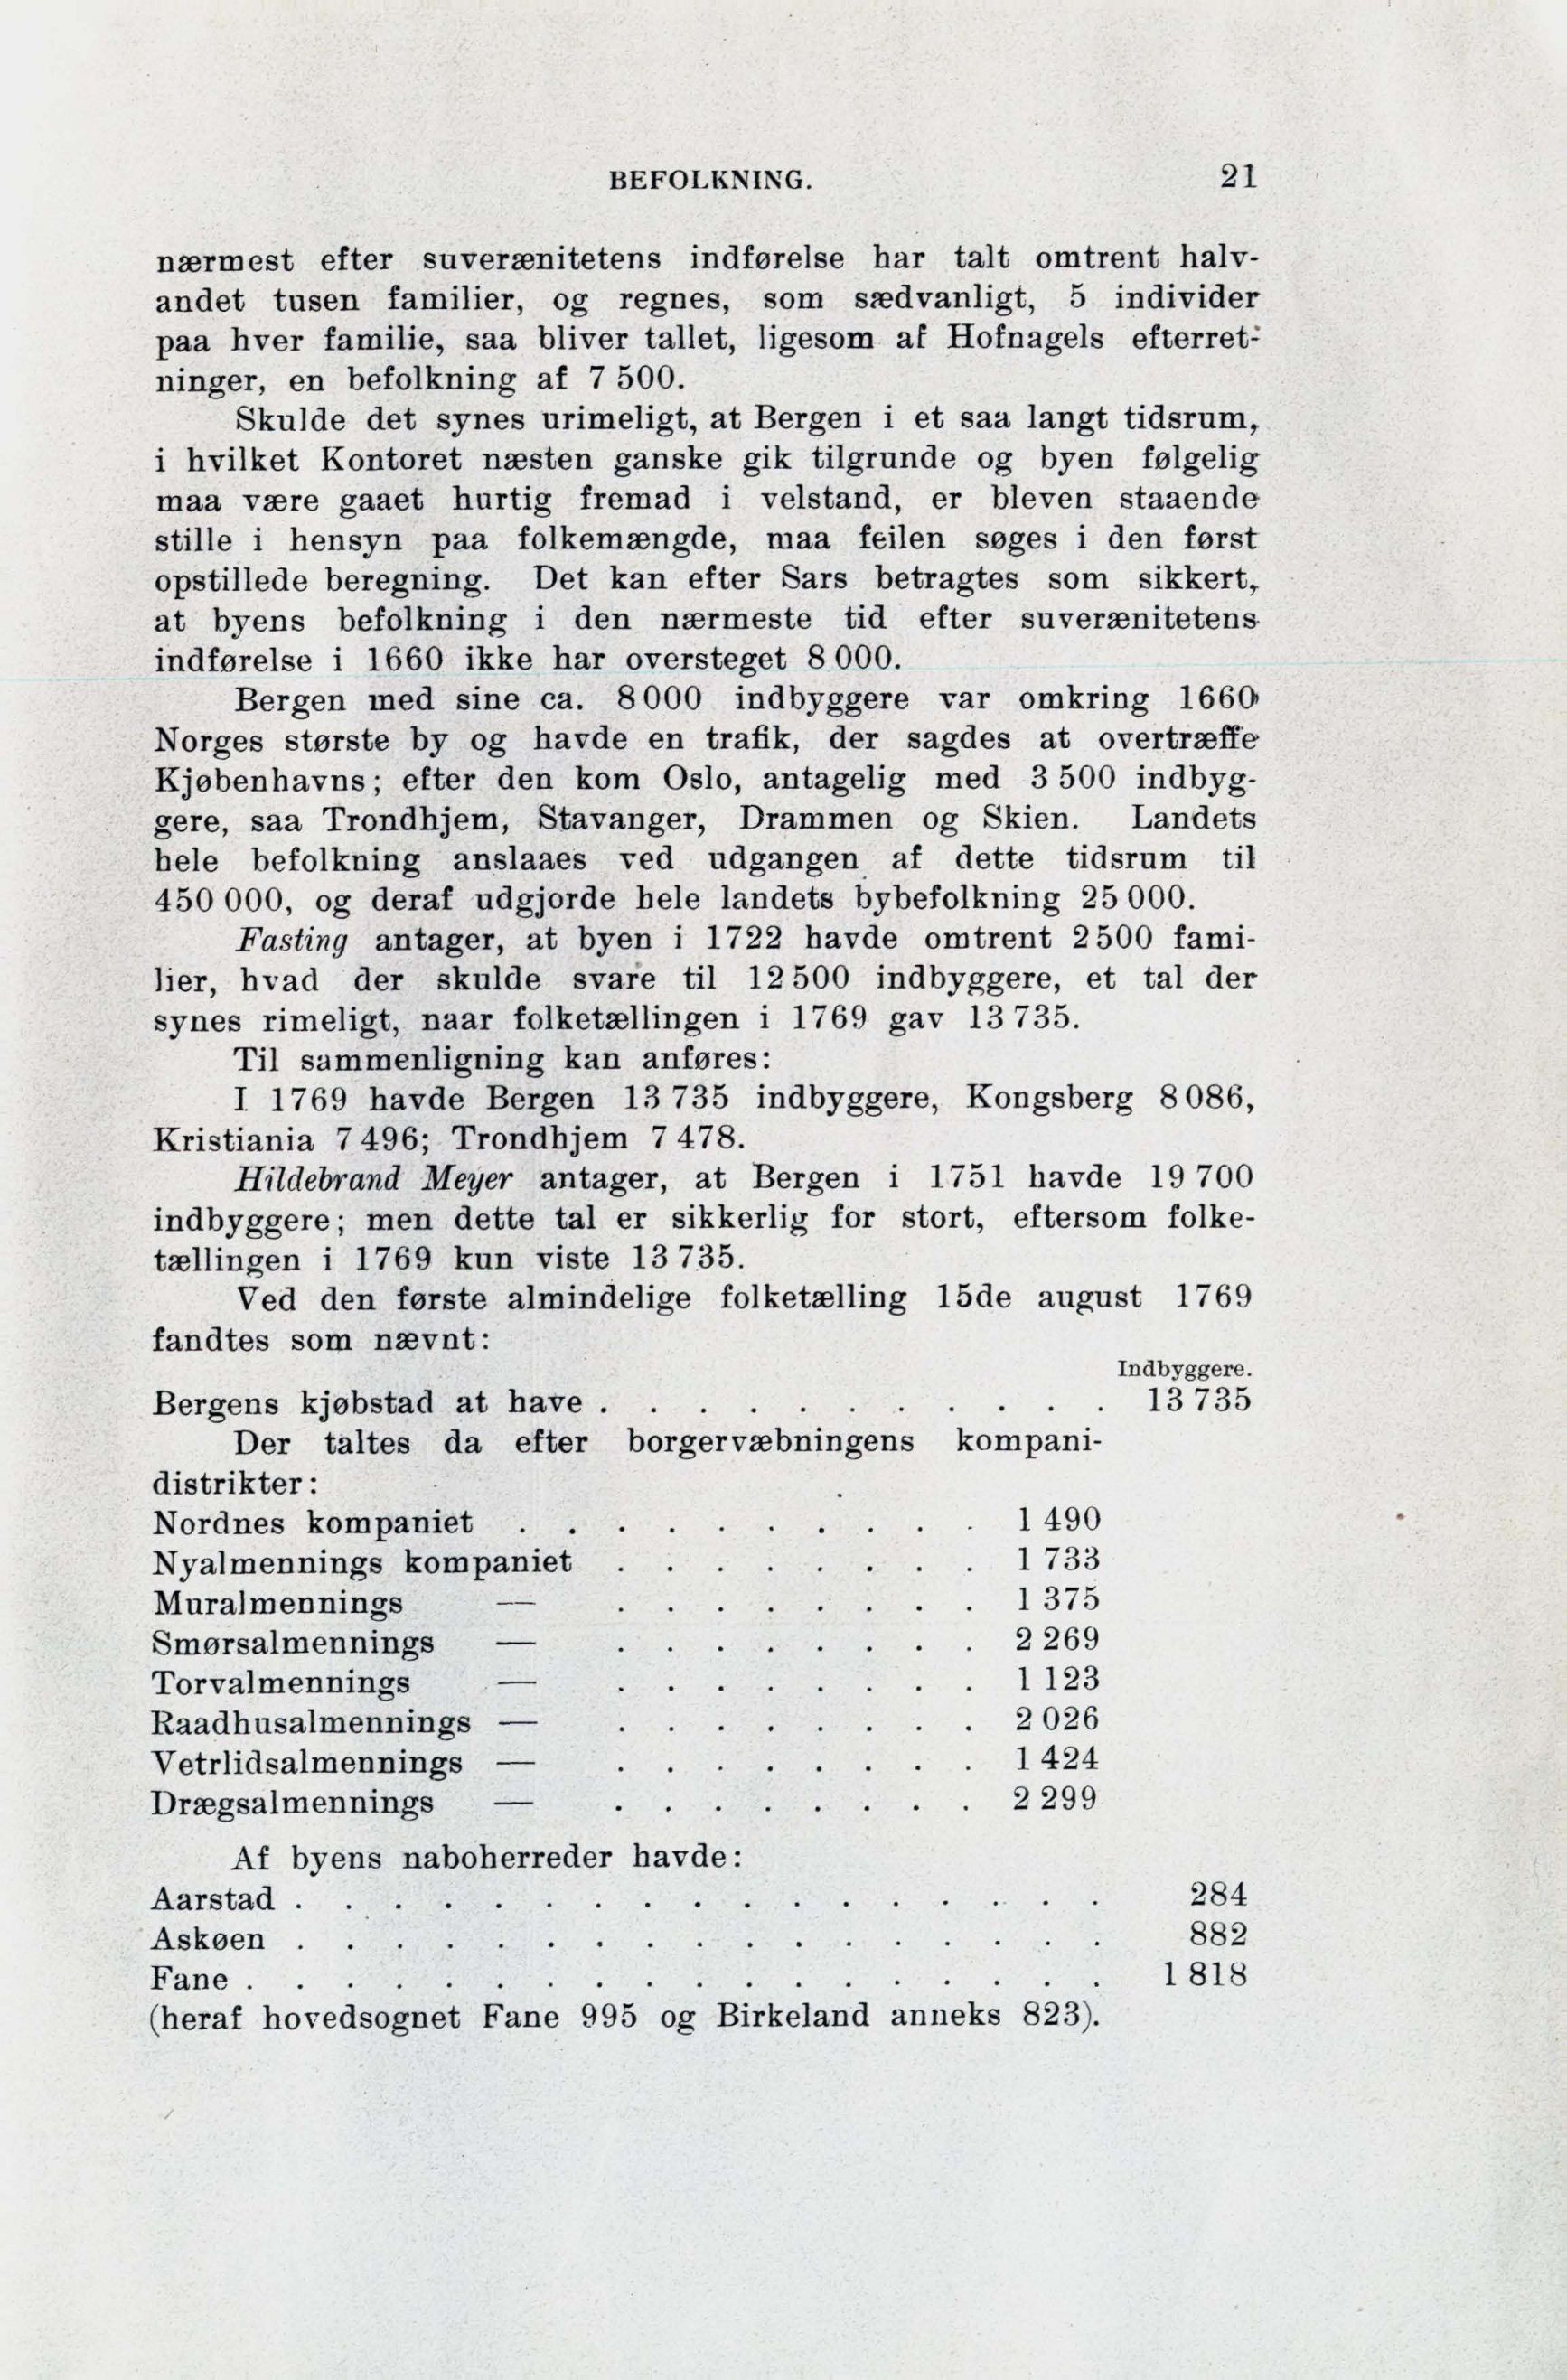 BEFOLKNING. 21
nærmest efter suverænitetens indførelse har talt omtrent halv-
andet tusen familier, og regnes, som sædvanligt, 5 individer
paa hver familie, saa bliver tallet, ligesom af Hofnagels efterret-
ninger, en befolkning af 7 500.
Skulde det synes urimeligt, at Bergen i et saa langt tidsrum,
i hvilket Kontoret næsten ganske gik tilgrunde og byen følgelig
maa være gaaet hurtig fremad i velstand, er bleven staaende
stille i hensyn paa folkemængde, maa feilen søges i den først
opstillede beregning. Det kan efter Sars betragtes som sikkert,
at byens befolkning i den nærmeste tid efter suverænitetens
indførelse i 1660 ikke har oversteget 8 000.
Bergen med sine ca. 8 000 indbyggere var omkring 1660
Norges største by og havde en trafik, der sagdes at overtræffe
Kjøbenhavns; efter den kom Oslo, antagelig med 3 500 indbyg-
gere, saa Trondhjem, Stavanger, Drammen og Skien. Landets
hele befolkning anslaaes ved udgangen af dette tidsrum til
450 000, og deraf udgjorde hele landets bybefolkning 25 000.
Fasting antager, at byen i 1722 havde omtrent 2 500 fami-
lier, hvad der skulde svare til 12 500 indbyggere, et tal der
synes rimeligt, naar folketællingen i 1769 gav 13 735.
Til sammenligning kan anføres:
I 1769 havde Bergen 13 735 indbyggere, Kongsberg 8 086,
Kristiania 7 496; Trondhjem 7 478.
Hildebrand Meyer antager, at Bergen i 1751 havde 19 700
indbyggere; men dette tal er sikkerlig for stort, eftersom folke-
tællingen i 1769 kun viste 13 735.
Ved den første almindelige folketælling 15de august 1769
fandtes som nævnt:
Indbyggere.
Bergens kjøbstad at have . . . . . . . . . . . 13 735
Der taltes da efter borgervæbningens kompani-
distrikter:
Nordnes kompaniet . . . . . . . . . . 1 490
Nyalmennings kompaniet . . . . . . . . 1 733
Muralmennings — . . . . . . . . 1 375
Smørsalmennings — . . . . . . . . 2 269
Torvalmennings — . . . . . . . . 1 123
Raadhusalmennings — . . . . . . . . 2 026
Vetrlidsalmennings — . . . . . . . . 1 424
Drægsalmennings — . . . . . . . . 2 299
Af byens naboherreder havde:
Aarstad . . . . . . . . . . . . . . . . . 284
Askøen . . . . . . . . . . . . . . . . . 882
Fane . . . . . . . . . . . . . . . . . . 1 818
(heraf hovedsognet Fane 995 og Birkeland anneks 823).